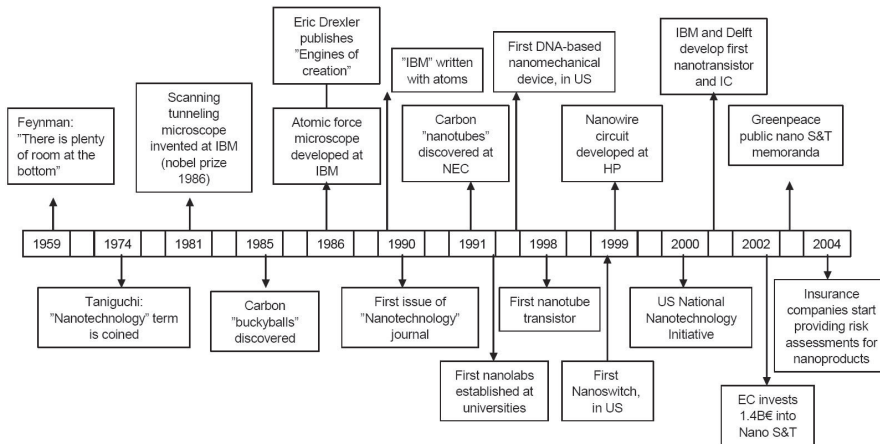 Eric Drexler
publishes
"Engines of
creation"
"IBM" written
with atoms
First DNA-based
nanomechanical
device, in US
IBM and Delft
develop first
nanotransistor
and IC
Feynman:
"There is plenty
of room at the
bottom"
Scanning
tunneling
microscope
invented at IBM
(nobel prize
1986)
Atomic force
microscope
developed at
IBM
Carbon
"nanotubes"
discovered at
NEC
Nanowire
circuit
developed at
HP
Greenpeace
public nano S&T
memoranda
1959 1974 1981 1985 1986 1990 1991 1998 1999 2000 2002 2004
Taniguchi:
"Nanotechnology" term
is coined
Carbon
"buckyballs"
discovered
First issue of
"Nanotechnology"
journal
First nanotube
transistor
US National
Nanotechnology
Initiative
Insurance
companies start
providing risk
assessments for
nanoproducts
First nanolabs
established at
universities
First
Nanoswitch,
in US
EC invests
1.4B€ into
Nano S&T